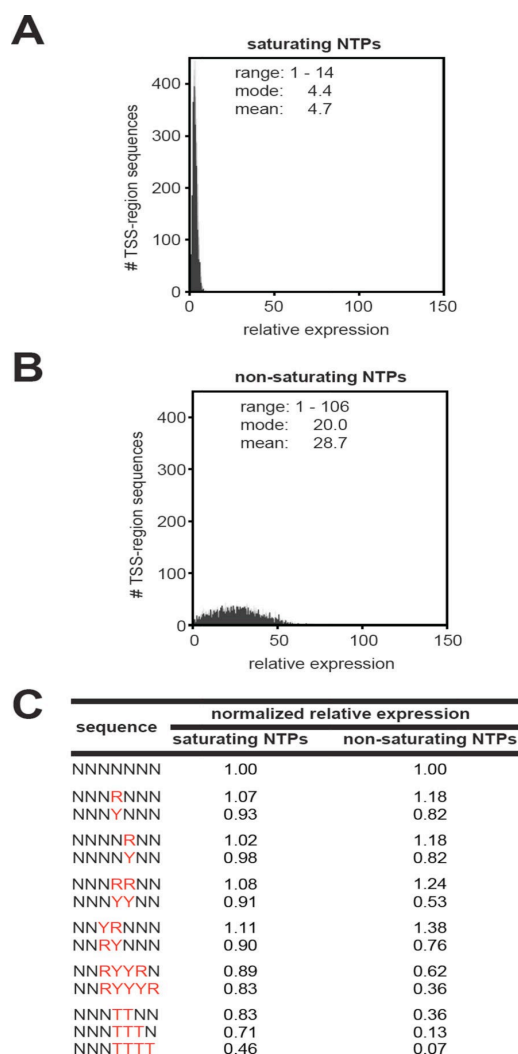 A
saturating NTPs
range: 1 - 14
mode: 4.4
mean: 4.7
400
300
200
100
0
# TSS-region sequences
0 50 100 150
relative expression
B
non-saturating NTPs
range: 1 - 106
mode: 20.0
mean: 28.7
400
300
200
100
0
# TSS-region sequences
0 50 100 150
relative expression
C
sequence normalized relative expression
saturating NTPs non-saturating NTPs
NNNNNNN 1.00 1.00
NNNRNNN 1.07 1.18
NNNYNNN 0.93 0.82
NNNNRNN 1.02 1.18
NNNNYNN 0.98 0.82
NNNRRNN 1.08 1.24
NNNYYNN 0.91 0.53
NNYRNNN 1.11 1.38
NNRYNNN 0.90 0.76
NNRYYRN 0.89 0.62
NNRYYYR 0.83 0.36
NNNTTNN 0.83 0.36
NNNTTTN 0.71 0.13
NNNTTTT 0.46 0.07